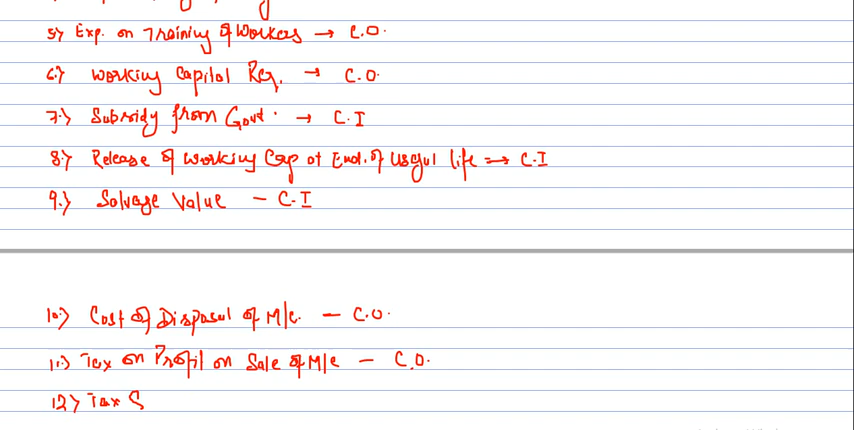 5) Exp. on Training of Workers → C.O.
6.) Working Capital Req. → C.O.
7.) Subsidy from Govt. → C.I
8.) Release of Working Cap at End. of Useful life ⇒ C.I
9.) Salvage Value - C.I
10.) Cost of Disposal of M/c. - C.O.
11.) Tax on Profit on Sale of M/c - C.O.
12) Tax S